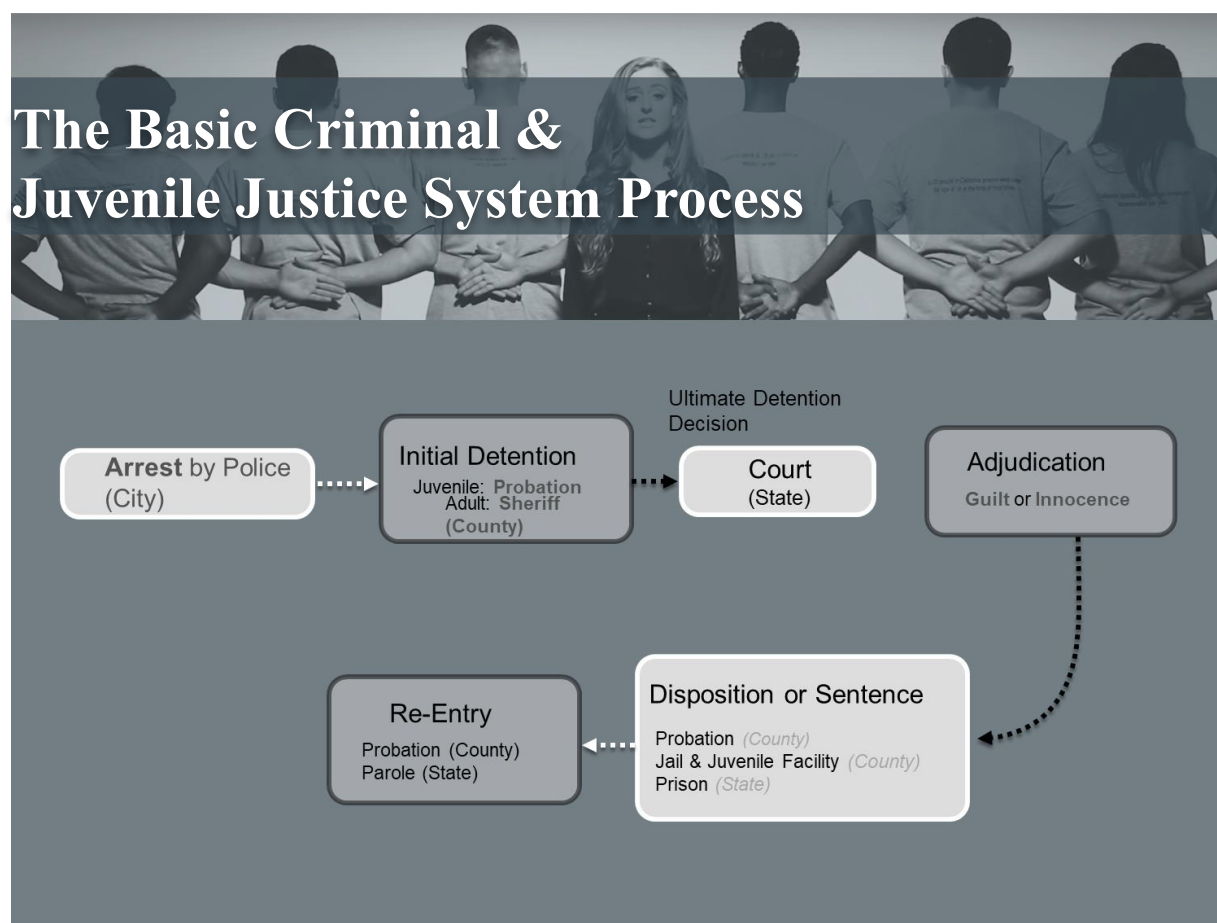 The Basic Criminal &
Juvenile Justice System Process
Ultimate Detention
Decision
Arrest by Police
(City)
Initial Detention
Juvenile: Probation
Adult: Sheriff
(County)
Court
(State)
Adjudication
Guilt or Innocence
Disposition or Sentence
Probation (County)
Jail & Juvenile Facility (County)
Prison (State)
Re-Entry
Probation (County)
Parole (State)